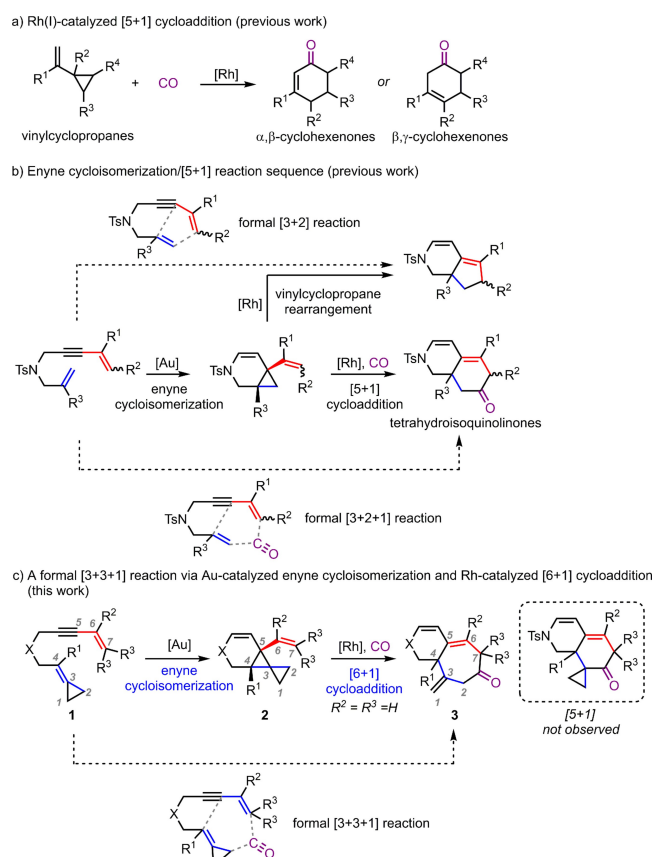 a) Rh(I)-catalyzed [5+1] cycloaddition (previous work)
R¹ R² R⁴ R³ + CO [Rh] O R⁴ R¹ R³ R² or O R⁴ R¹ R³ R²
vinylcyclopropanes α,β-cyclohexenones β,γ-cyclohexenones
b) Enyne cycloisomerization/[5+1] reaction sequence (previous work)
TsN R¹ R² R³ formal [3+2] reaction
[Rh] vinylcyclopropane
rearrangement
TsN R¹ R² R³
TsN R¹ R² R³ [Au] TsN R¹ R² R³ [Rh], CO TsN R¹ R² R³ O
enyne
cycloisomerization
[5+1]
cycloaddition
tetrahydroisoquinolinones
TsN R¹ R² R³ C O formal [3+2+1] reaction
c) A formal [3+3+1] reaction via Au-catalyzed enyne cycloisomerization and Rh-catalyzed [6+1] cycloaddition
(this work)
X 5 6 R² 7 R³ R³ R¹ 4 3 2 1
[Au]
enyne
cycloisomerization
X R² R³ R³ 5 6 7 4 3 2 1 R¹
[Rh], CO
[6+1]
cycloaddition
R² = R³ =H
X R² R³ R³ 5 6 7 4 3 2 1 R¹ O
TsN R² R³ R³ R¹ O
1 2 3
[5+1]
not observed
X R² R³ R³ R¹ C O formal [3+3+1] reaction